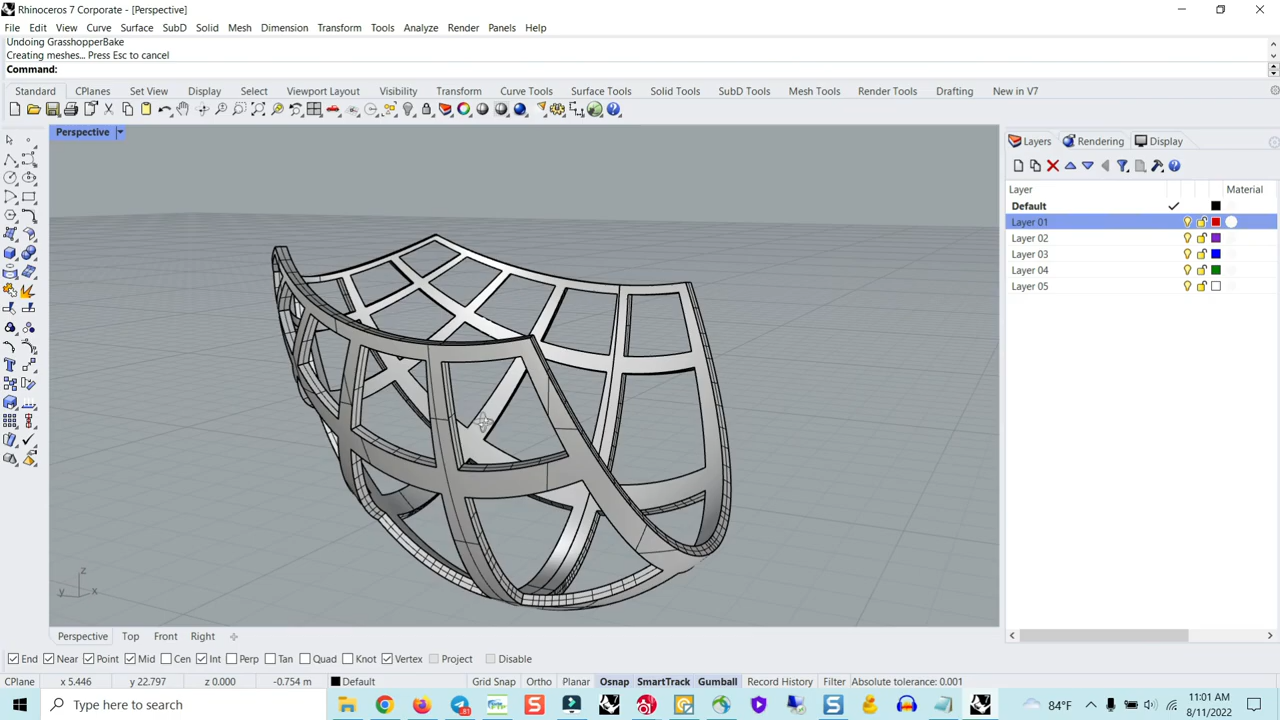 Rhinoceros 7 Corporate - [Perspective]
File Edit View Curve Surface SubD Solid Mesh Dimension Transform Tools Analyze Render Panels Help
Undoing GrasshopperBake
Creating meshes... Press Esc to cancel
Command:
Standard CPlanes Set View Display Select Viewport Layout Visibility Transform Curve Tools Surface Tools Solid Tools SubD Tools Mesh Tools Render Tools Drafting New in V7
Perspective
Layers Rendering Display
Layer Material
Default
Layer 01
Layer 02
Layer 03
Layer 04
Layer 05
z
y x
Perspective Top Front Right
End Near Point Mid Cen Int Perp Tan Quad Knot Vertex Project Disable
CPlane x 5.446 y 22.797 z 0.000 -0.754 m Default Grid Snap Ortho Planar Osnap SmartTrack Gumball Record History Filter Absolute tolerance: 0.001
Type here to search 84°F 11:01 AM
8/11/2022